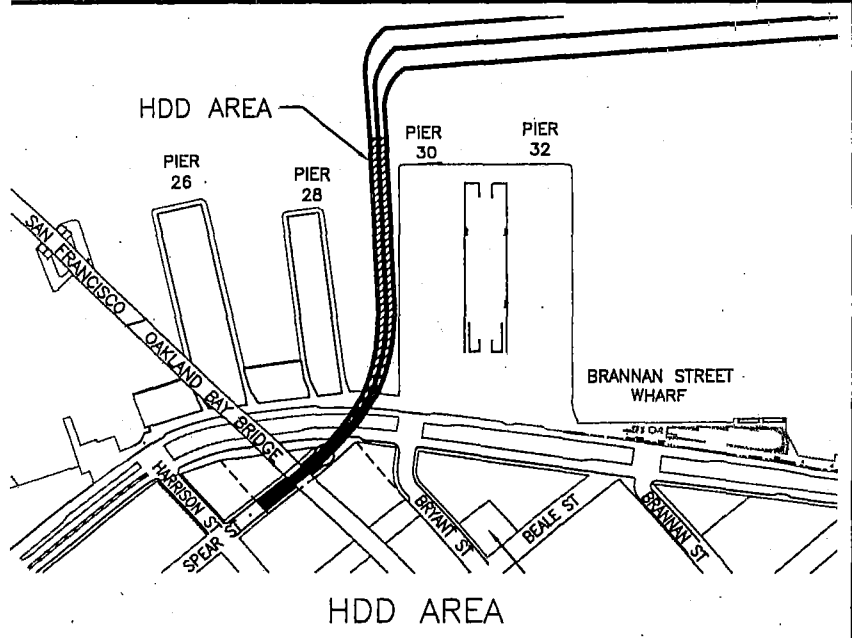 HDD AREA
PIER
26
PIER
28
PIER
30
PIER
32
SAN FRANCISCO / OAKLAND BAY BRIDGE
BRANNAN STREET
WHARF
HARRISON ST
SPEAR ST
BRYANT ST
BEALE ST
BRANNAN ST
HDD AREA